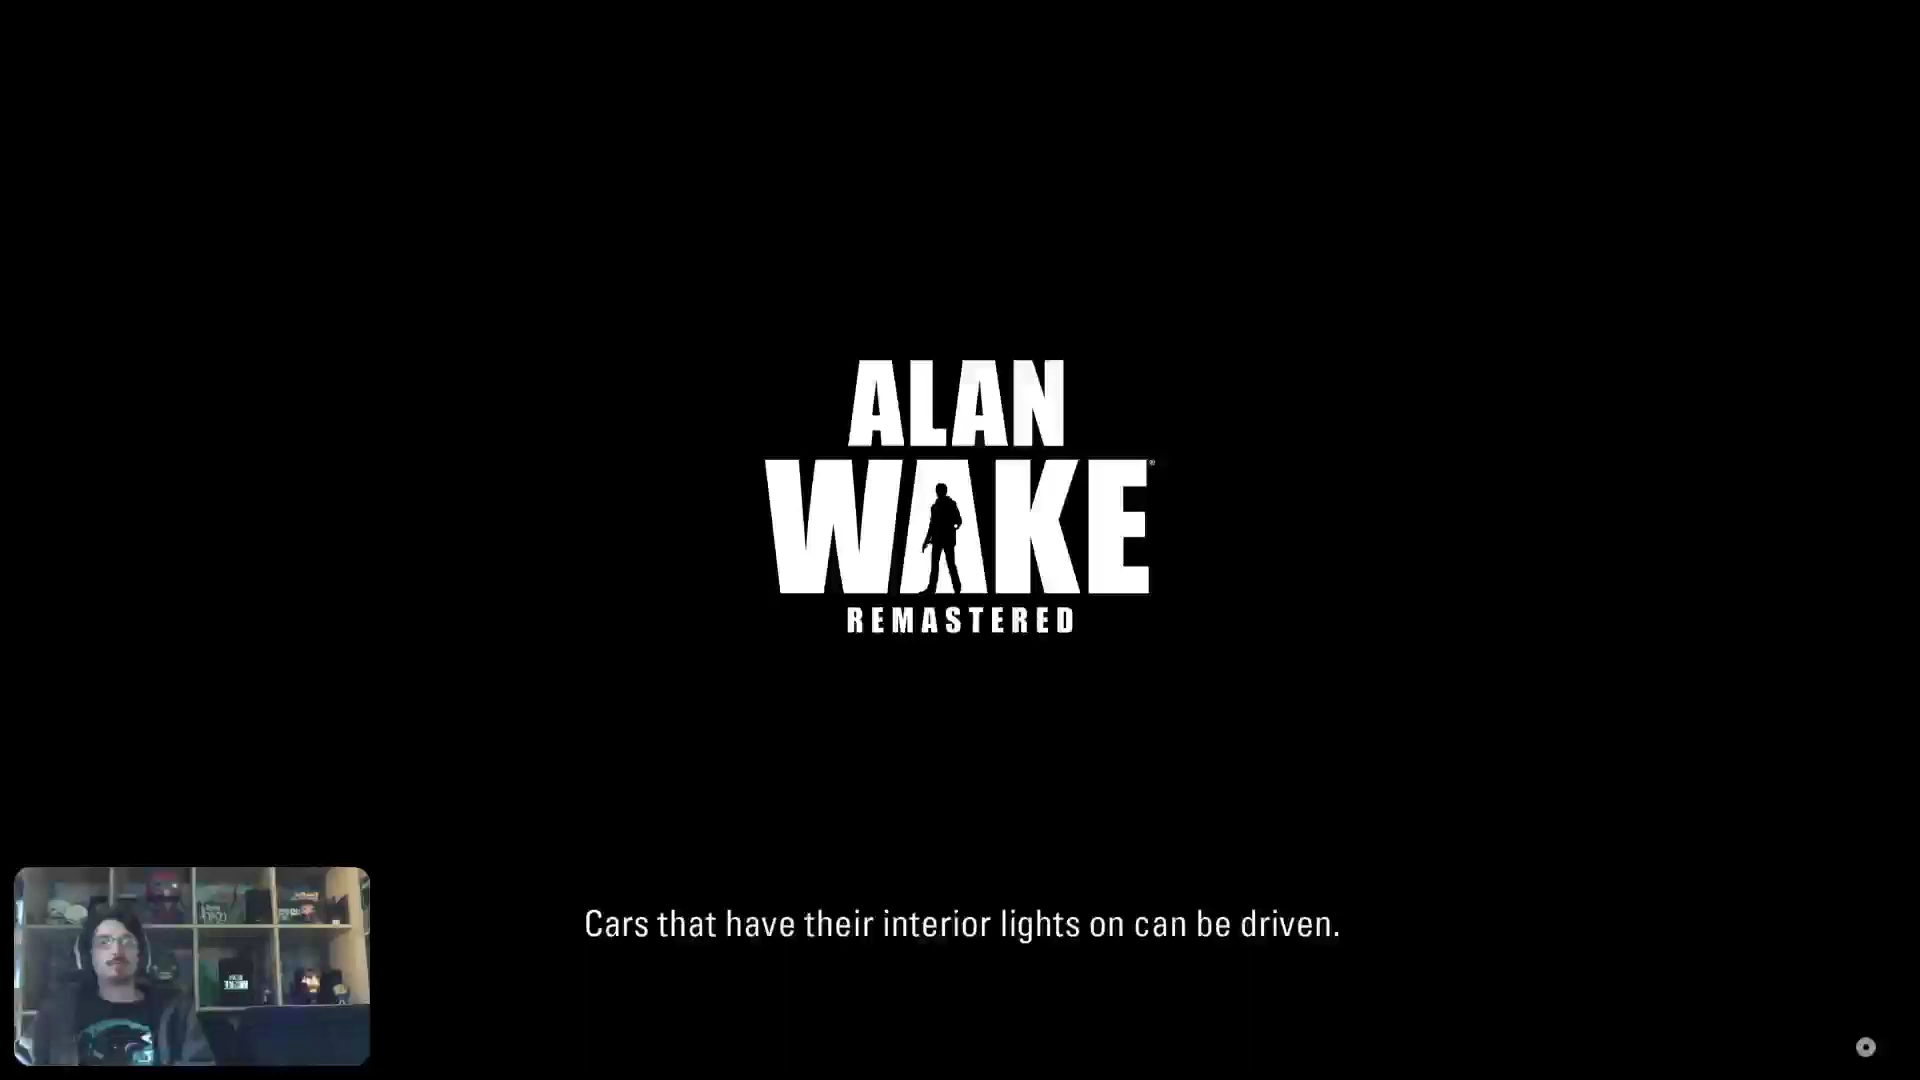 ALAN
WAKE
REMASTERED
Cars that have their interior lights on can be driven.